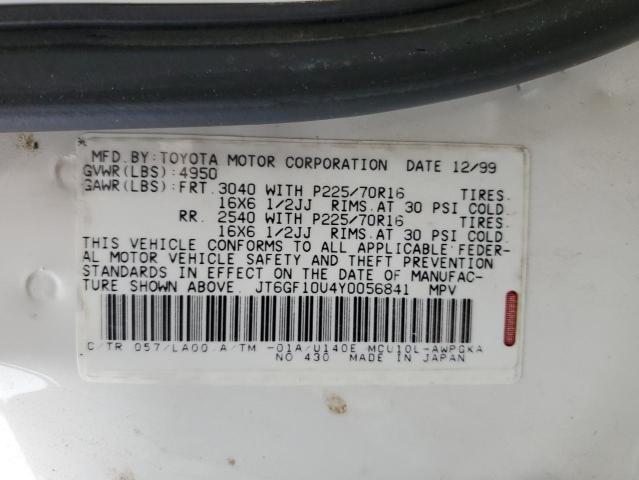 MFD.BY:TOYOTA MOTOR CORPORATION DATE 12/99
GVWR(LBS):4950
GAWR(LBS):FRT.3040 WITH P225/70R16 TIRES.
16X6 1/2JJ RIMS.AT 30 PSI COLD.
RR. 2540 WITH P225/70R16 TIRES.
16X6 1/2JJ RIMS.AT 30 PSI COLD.
THIS VEHICLE CONFORMS TO ALL APPLICABLE FEDER-
AL MOTOR VEHICLE SAFETY AND THEFT PREVENTION
STANDARDS IN EFFECT ON THE DATE OF MANUFAC-
TURE SHOWN ABOVE. JT6GF10U4Y0056841 MPV
C/TR 057/LA00 A/TM -01A/U140E MCU10L-AWPGKA
NO 430 MADE IN JAPAN